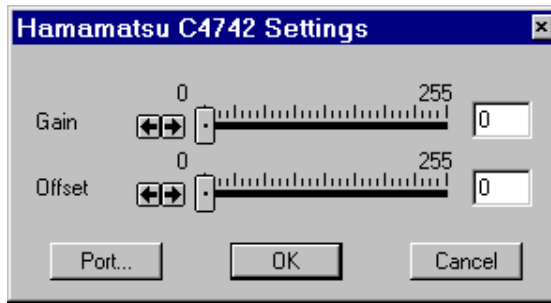 Hamamatsu C4742 Settings
0 255
Gain 0
0 255
Offset 0
Port... OK Cancel